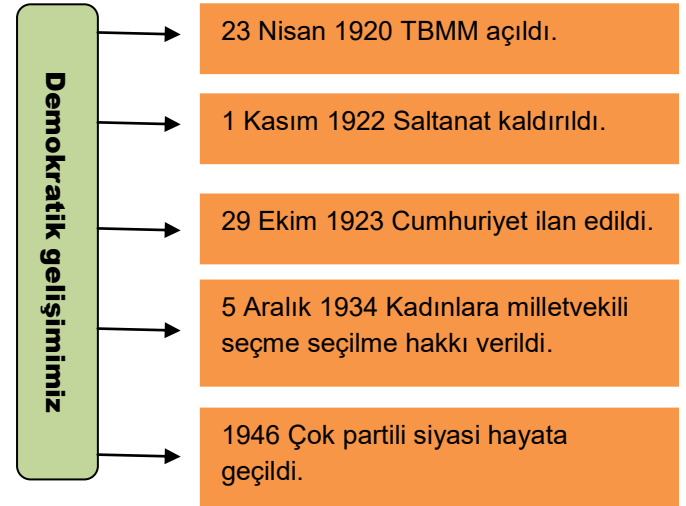 Demokratik gelişimimiz
23 Nisan 1920 TBMM açıldı.
1 Kasım 1922 Saltanat kaldırıldı.
29 Ekim 1923 Cumhuriyet ilan edildi.
5 Aralık 1934 Kadınlara milletvekili
seçme seçilme hakkı verildi.
1946 Çok partili siyasi hayata
geçildi.